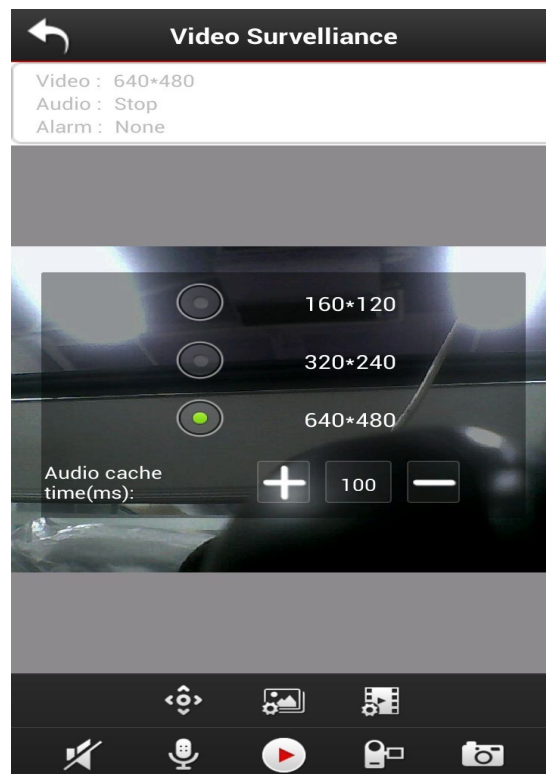 Video Survelliance
Video : 640*480
Audio : Stop
Alarm : None
160*120
320*240
640*480
Audio cache
time(ms):
100